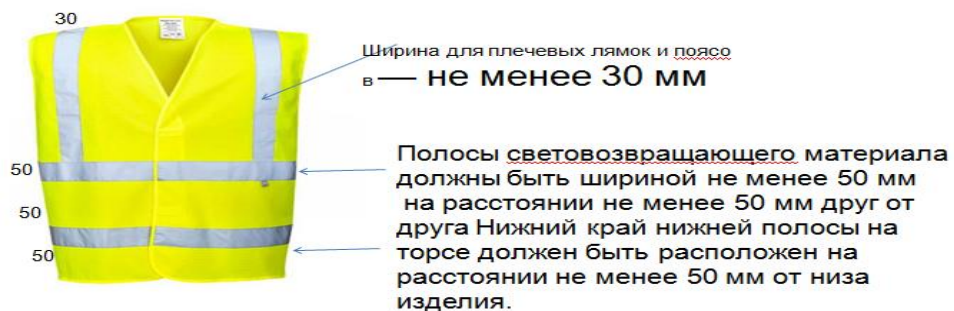 30
Ширина для плечевых лямок и поясо
в — не менее 30 мм
50
50
50
Полосы световозвращающего материала
должны быть шириной не менее 50 мм
на расстоянии не менее 50 мм друг от
друга Нижний край нижней полосы на
торсе должен быть расположен на
расстоянии не менее 50 мм от низа
изделия.